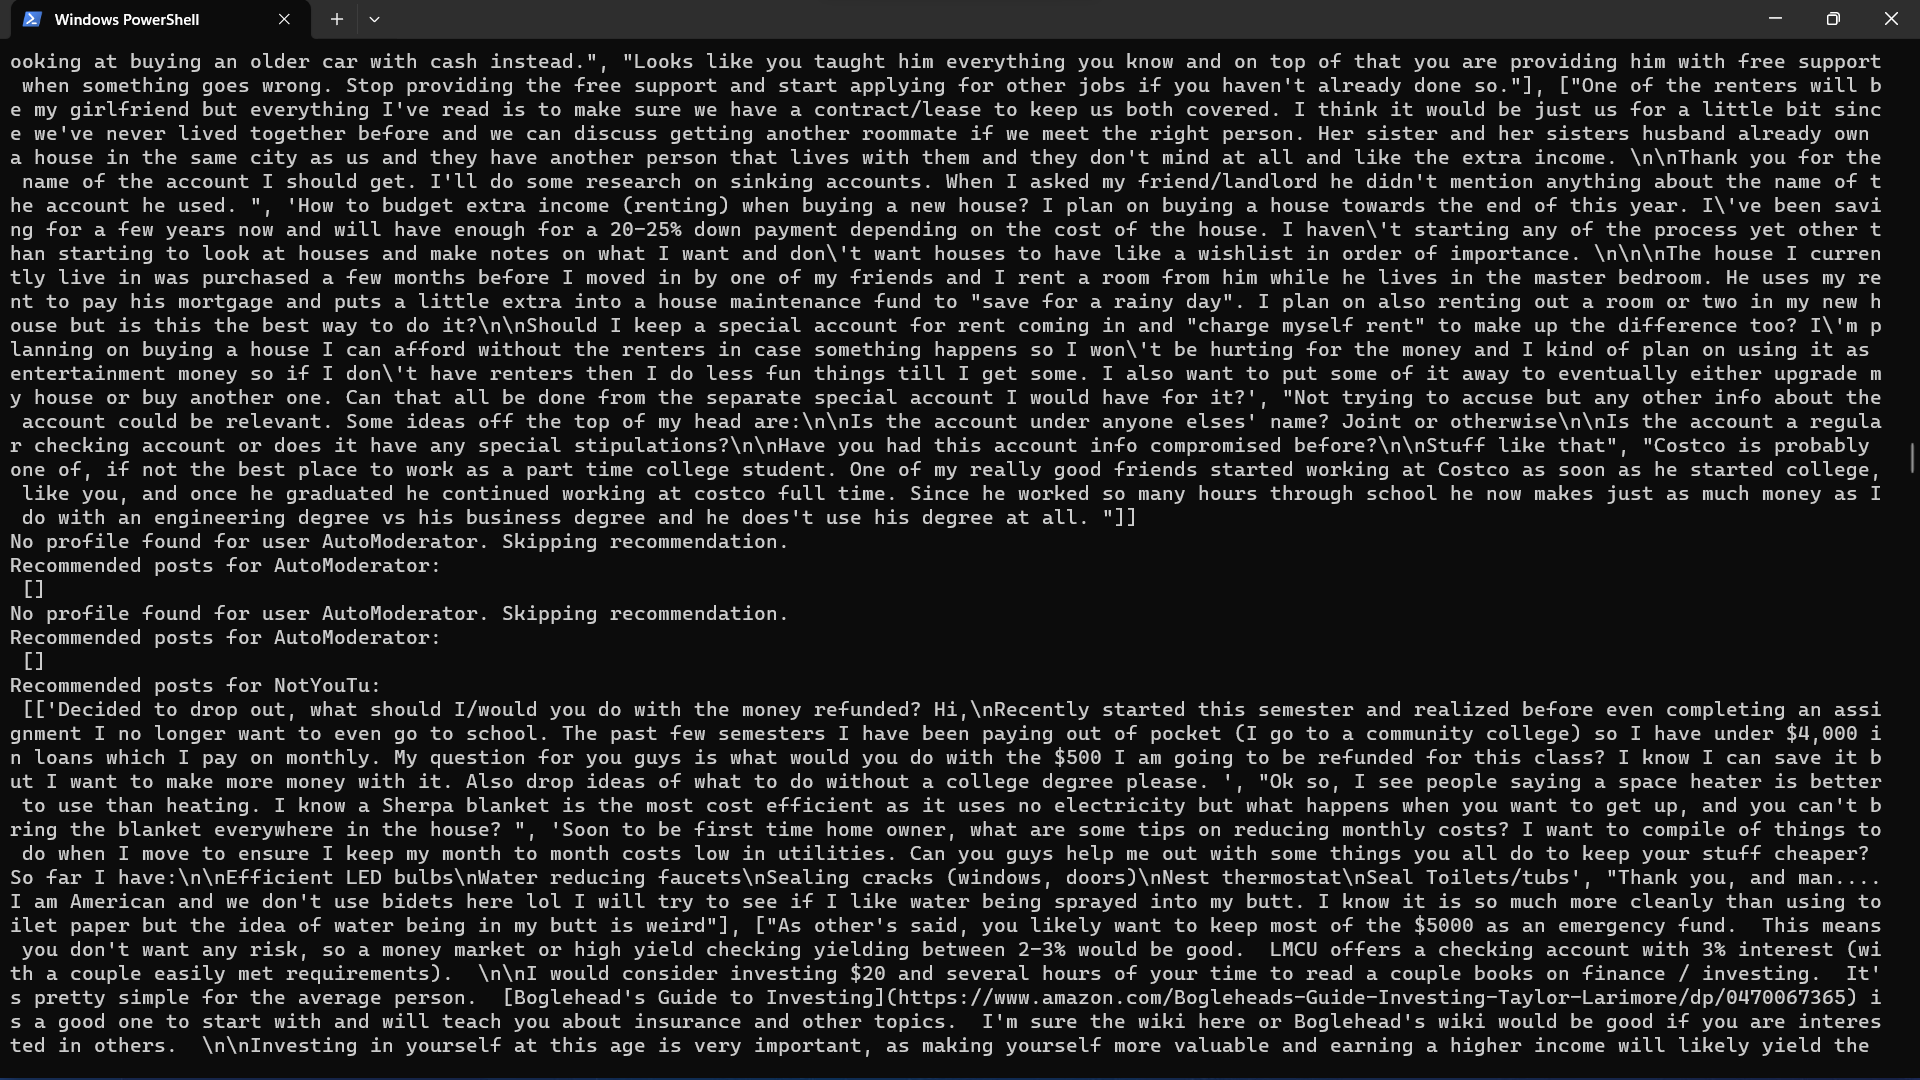 Windows PowerShell
ooking at buying an older car with cash instead.", "Looks like you taught him everything you know and on top of that you are providing him with free support
 when something goes wrong. Stop providing the free support and start applying for other jobs if you haven't already done so."], ["One of the renters will b
e my girlfriend but everything I've read is to make sure we have a contract/lease to keep us both covered. I think it would be just us for a little bit sinc
e we've never lived together before and we can discuss getting another roommate if we meet the right person. Her sister and her sisters husband already own
a house in the same city as us and they have another person that lives with them and they don't mind at all and like the extra income. \n\nThank you for the
 name of the account I should get. I'll do some research on sinking accounts. When I asked my friend/landlord he didn't mention anything about the name of t
he account he used. ", 'How to budget extra income (renting) when buying a new house? I plan on buying a house towards the end of this year. I\'ve been savi
ng for a few years now and will have enough for a 20-25% down payment depending on the cost of the house. I haven\'t starting any of the process yet other t
han starting to look at houses and make notes on what I want and don\'t want houses to have like a wishlist in order of importance. \n\n\nThe house I curren
tly live in was purchased a few months before I moved in by one of my friends and I rent a room from him while he lives in the master bedroom. He uses my re
nt to pay his mortgage and puts a little extra into a house maintenance fund to "save for a rainy day". I plan on also renting out a room or two in my new h
ouse but is this the best way to do it?\n\nShould I keep a special account for rent coming in and "charge myself rent" to make up the difference too? I\'m p
lanning on buying a house I can afford without the renters in case something happens so I won\'t be hurting for the money and I kind of plan on using it as
entertainment money so if I don\'t have renters then I do less fun things till I get some. I also want to put some of it away to eventually either upgrade m
y house or buy another one. Can that all be done from the separate special account I would have for it?', "Not trying to accuse but any other info about the
 account could be relevant. Some ideas off the top of my head are:\n\nIs the account under anyone elses' name? Joint or otherwise\n\nIs the account a regula
r checking account or does it have any special stipulations?\n\nHave you had this account info compromised before?\n\nStuff like that", "Costco is probably
one of, if not the best place to work as a part time college student. One of my really good friends started working at Costco as soon as he started college,
 like you, and once he graduated he continued working at costco full time. Since he worked so many hours through school he now makes just as much money as I
 do with an engineering degree vs his business degree and he does't use his degree at all. "]]
No profile found for user AutoModerator. Skipping recommendation.
Recommended posts for AutoModerator:
 []
No profile found for user AutoModerator. Skipping recommendation.
Recommended posts for AutoModerator:
 []
Recommended posts for NotYouTu:
 [['Decided to drop out, what should I/would you do with the money refunded? Hi,\nRecently started this semester and realized before even completing an assi
gnment I no longer want to even go to school. The past few semesters I have been paying out of pocket (I go to a community college) so I have under $4,000 i
n loans which I pay on monthly. My question for you guys is what would you do with the $500 I am going to be refunded for this class? I know I can save it b
ut I want to make more money with it. Also drop ideas of what to do without a college degree please. ', "Ok so, I see people saying a space heater is better
 to use than heating. I know a Sherpa blanket is the most cost efficient as it uses no electricity but what happens when you want to get up, and you can't b
ring the blanket everywhere in the house? ", 'Soon to be first time home owner, what are some tips on reducing monthly costs? I want to compile of things to
 do when I move to ensure I keep my month to month costs low in utilities. Can you guys help me out with some things you all do to keep your stuff cheaper?
So far I have:\n\nEfficient LED bulbs\nWater reducing faucets\nSealing cracks (windows, doors)\nNest thermostat\nSeal Toilets/tubs', "Thank you, and man....
I am American and we don't use bidets here lol I will try to see if I like water being sprayed into my butt. I know it is so much more cleanly than using to
ilet paper but the idea of water being in my butt is weird"], ["As other's said, you likely want to keep most of the $5000 as an emergency fund.  This means
 you don't want any risk, so a money market or high yield checking yielding between 2-3% would be good.  LMCU offers a checking account with 3% interest (wi
th a couple easily met requirements).  \n\nI would consider investing $20 and several hours of your time to read a couple books on finance / investing.  It'
s pretty simple for the average person.  [Boglehead's Guide to Investing](https://www.amazon.com/Bogleheads-Guide-Investing-Taylor-Larimore/dp/0470067365) i
s a good one to start with and will teach you about insurance and other topics.  I'm sure the wiki here or Boglehead's wiki would be good if you are interes
ted in others.  \n\nInvesting in yourself at this age is very important, as making yourself more valuable and earning a higher income will likely yield the